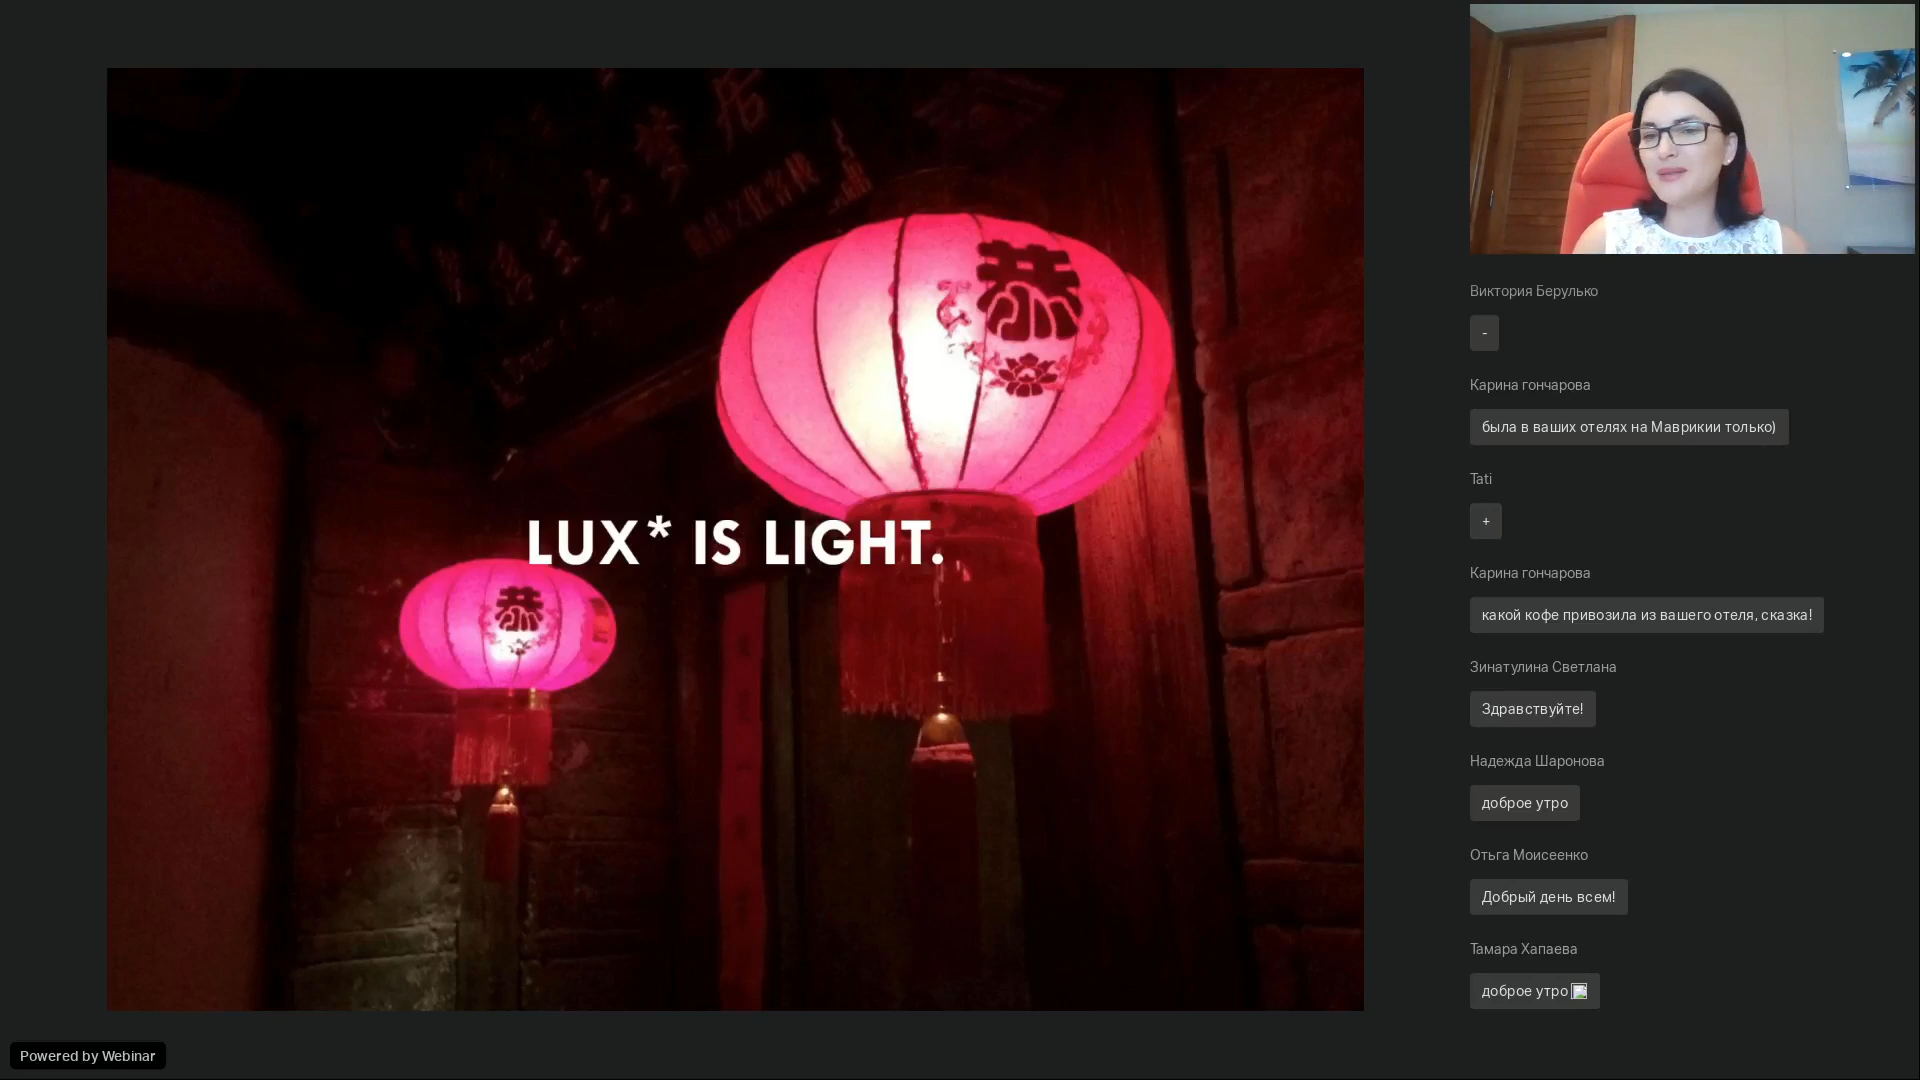 恭
LUX* IS LIGHT.
恭
Виктория Берулько
-
Карина гончарова
была в ваших отелях на Маврикии только)
Tati
+
Карина гончарова
какой кофе привозила из вашего отеля, сказка!
Зинатулина Светлана
Здравствуйте!
Надежда Шаронова
доброе утро
Отьга Моисеенко
Добрый день всем!
Тамара Хапаева
доброе утро
Powered by Webinar